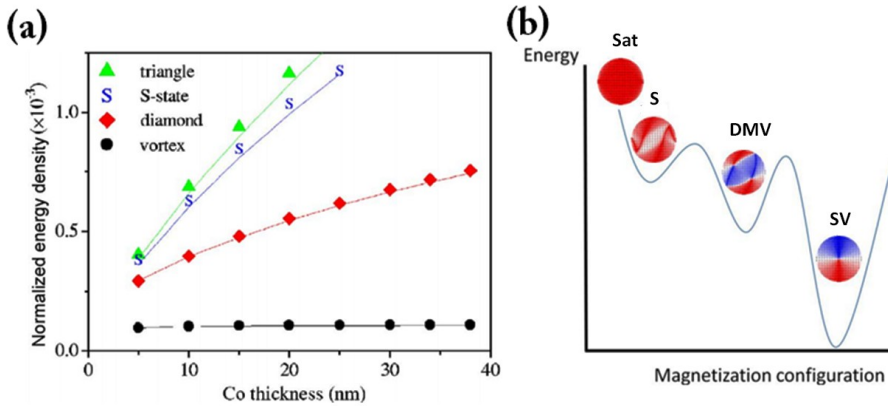 (a)
Normalized energy density (×10⁻³)
1.0
0.5
0.0
triangle
S S-state
diamond
vortex
S
S
S
S
S
0 10 20 30 40
Co thickness (nm)
(b)
Energy
Sat
S
DMV
SV
Magnetization configuration